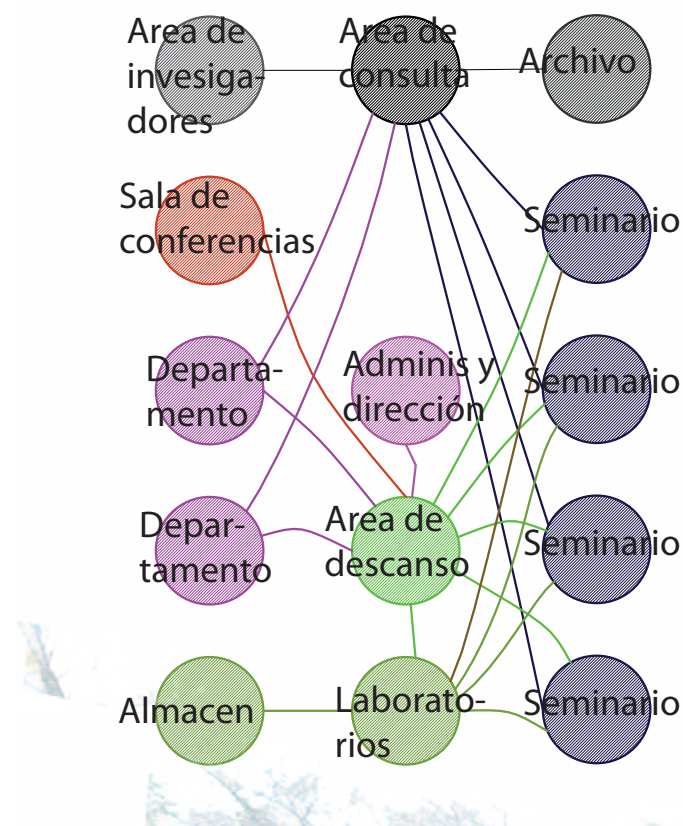 Area de
invesiga-
dores
Area de
consulta
Archivo
Sala de
conferencias
Seminario
Departa-
mento
Adminis y
dirección
Seminario
Depar-
tamento
Area de
descanso
Seminario
Almacen
Laborato-
rios
Seminario